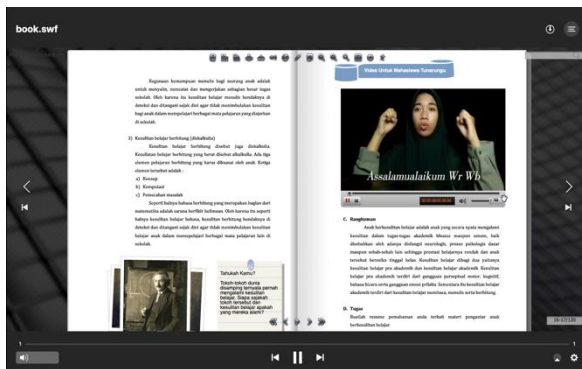 book.swf
Kegunaan kemampuan menulis bagi seorang anak adalah
untuk menyalin, mencatat dan mengerjakan sebagian besar tugas
sekolah. Oleh karena itu kesulitan belajar menulis hendaknya di
deteksi dan ditangani sejak dini agar tidak menimbulkan kesulitan
bagi anak dalam mempelajari berbagai mata pelajaran yang diajarkan
di sekolah.
3) Kesulitan belajar berhitung (diskalkulia)
Kesulitan belajar berhitung disebut juga diskalkulia.
Kesulitan belajar berhitung yang berat disebut alkalkulia. Ada tiga
elemen pelajaran berhitung yang harus dikuasai oleh anak. Ketiga
elemen tersebut adalah :
a) Konsep
b) Komputasi
c) Pemecahan masalah
Seperti halnya bahasa berhitung yang merupakan bagian dari
matematika adalah sarana berfikir keilmuan. Oleh karena itu seperti
halnya kesulitan belajar bahasa, kesulitan berhitung hendaknya di
deteksi dan ditangani sejak dini agar tidak menimbulkan kesulitan
belajar anak dalam mempelajari berbagai mata pelajaran lain di
sekolah.
Tahukah Kamu?
Tokoh-tokoh dunia
disamping ternyata pernah
mengalami kesulitan
belajar. Siapa sajakah
tokoh tersebut dan
kesulitan belajar apakah
yang mereka alami?
Video Untuk Mahasiswa Tunarungu
Assalamualaikum Wr Wb
C. Rangkuman
Anak berkesulitan belajar adalah anak yang secara nyata mengalami
kesulitan dalam tugas-tugas akademik khusus maupun umum, baik
disebabkan oleh adanya disfungsi neurologis, proses psikologis dasar
maupun sebab-sebab lain sehingga prestasi belajarnya rendah dan anak
tersebut beresiko tinggal kelas. Kesulitan belajar dibagi dua yaitunya
kesulitan belajar pra akademik dan kesulitan belajar akademik. Kesulitan
belajar pra akademik terdiri dari gangguan perseptual motor, kognitif,
bahasa bicara serta gangguan emosi prilaku. Sementara itu kesulitan belajar
akademik terdiri dari kesulitan belajar membaca, menulis serta berhitung.
D. Tugas
Buatlah resume pemahaman anda terkait materi pengantar anak
berkesulitan belajar
16-17/138
1
1